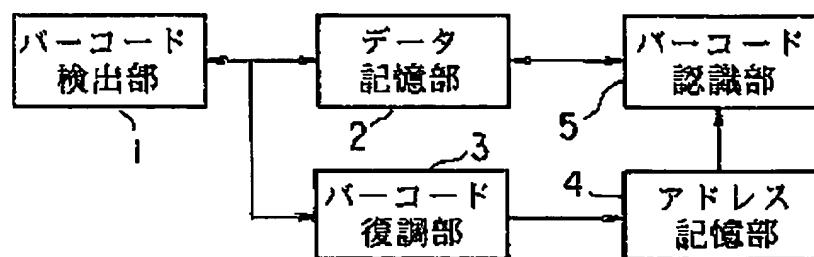 バーコード
検出部
1
データ
記憶部
2
バーコード
認識部
5
3
バーコード
復調部
4
アドレス
記憶部